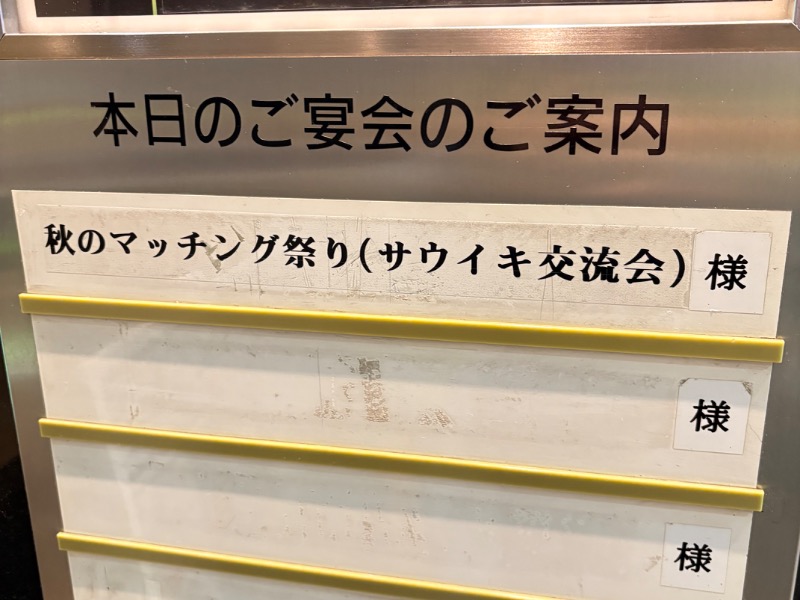 本日のご宴会のご案内
秋のマッチング祭り(サウイキ交流会) 様
様
様